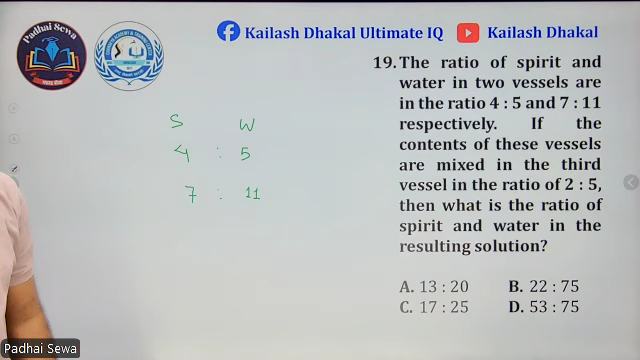 Padhai Sewa
Kailash Dhakal Ultimate IQ
Kailash Dhakal
19. The ratio of spirit and
water in two vessels are
in the ratio 4 : 5 and 7 : 11
respectively. If the
contents of these vessels
are mixed in the third
vessel in the ratio of 2 : 5,
then what is the ratio of
spirit and water in the
resulting solution?
A. 13 : 20 B. 22 : 75
C. 17 : 25 D. 53 : 75
S W
4 : 5
7 : 11
Padhai Sewa